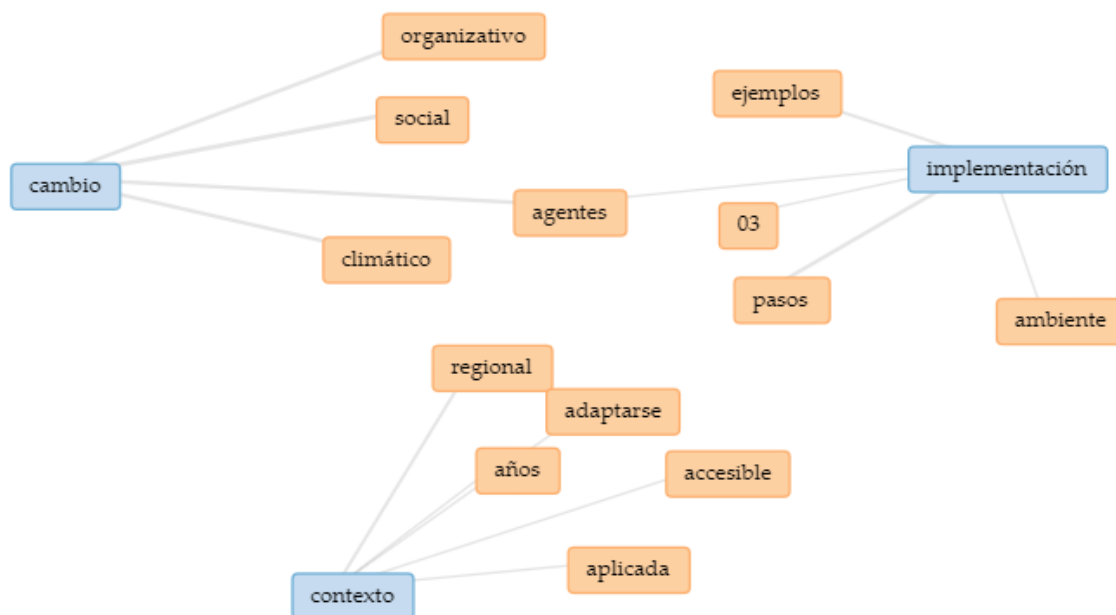 organizativo
ejemplos
social
implementación
cambio
agentes
03
climático
pasos
ambiente
regional
adaptarse
años
accesible
aplicada
contexto